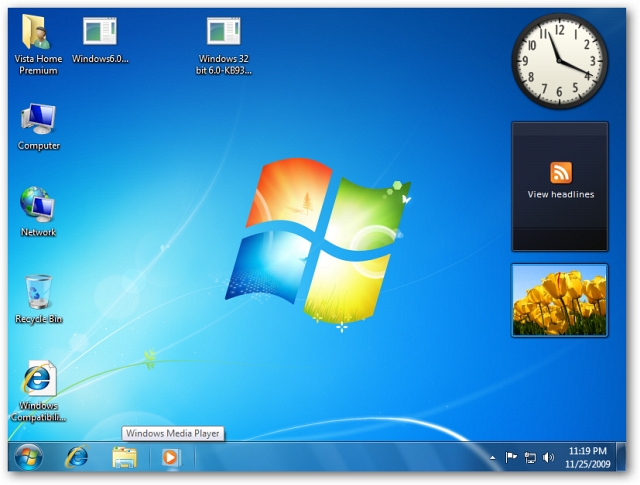 Vista Home
Premium
Windows6.0...
Windows 32
bit 6.0-KB93...
12
1
2
3
4
5
6
7
8
9
10
11
Computer
View headlines
Network
Recycle Bin
Windows
Compatibili...
Windows Media Player
11:19 PM
11/25/2009